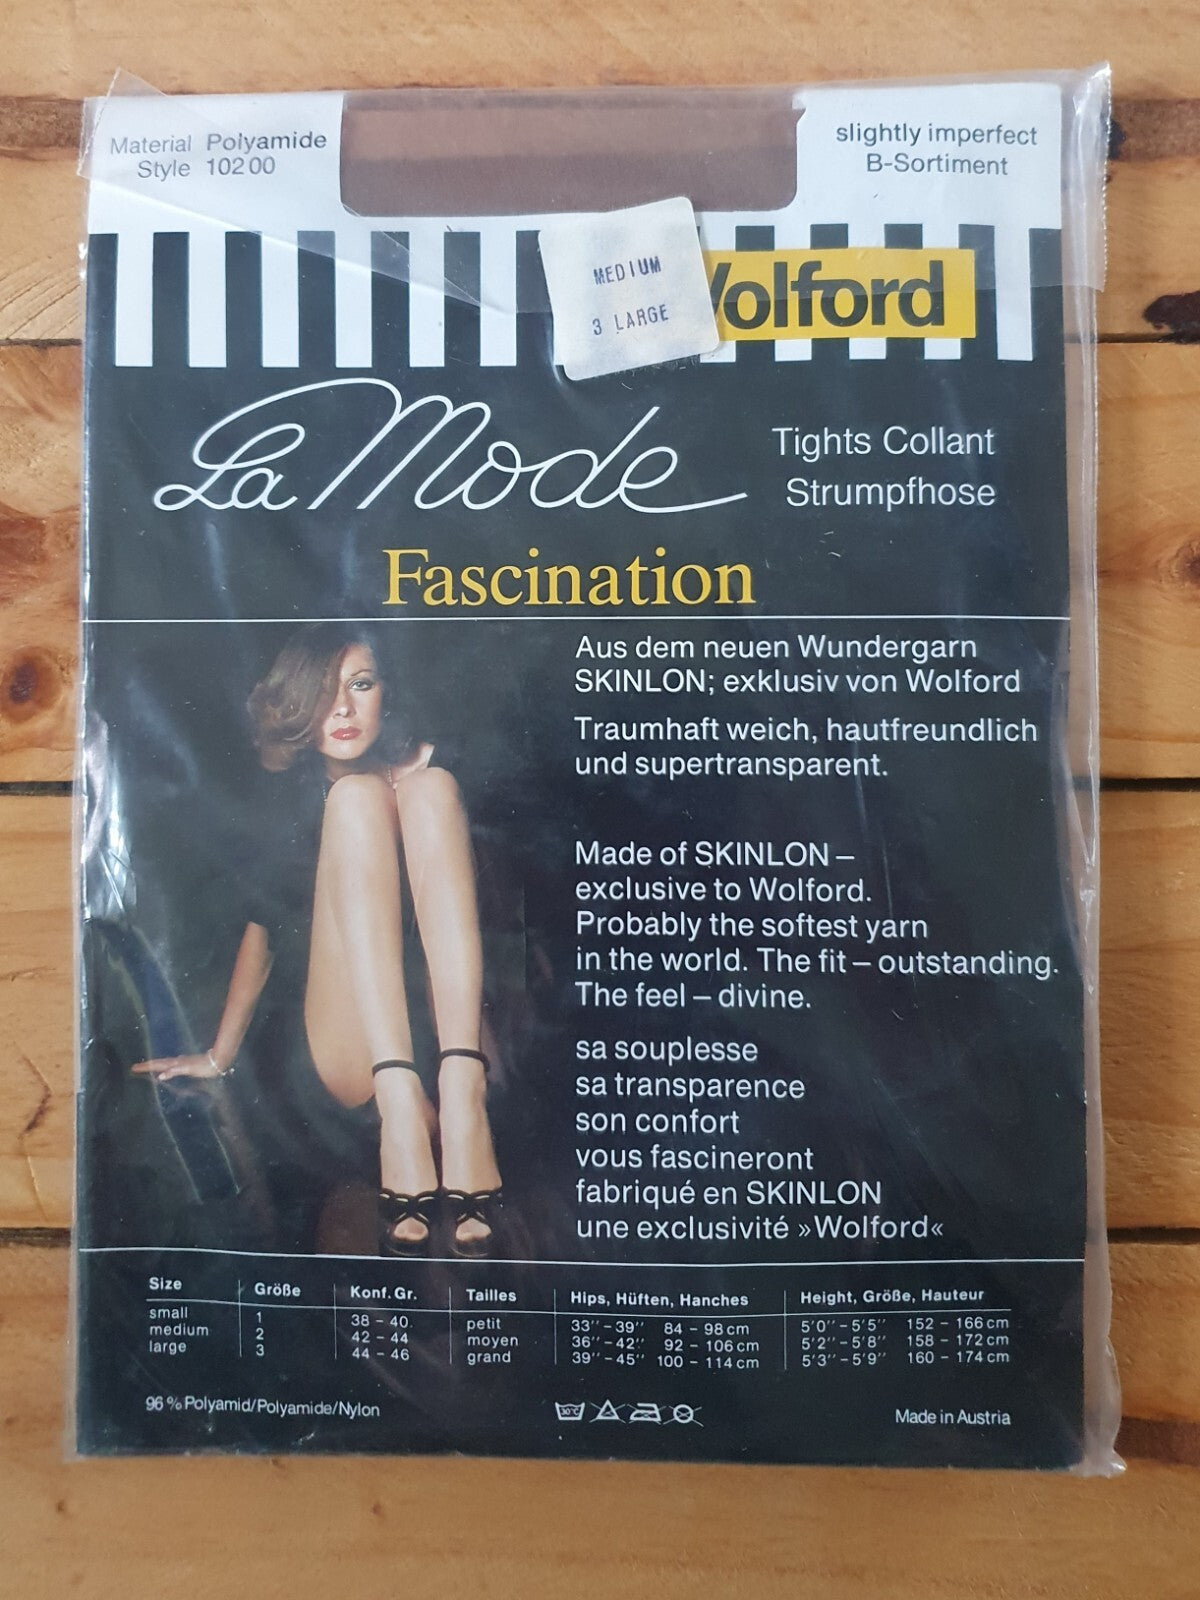 Material Polyamide
Style 102 00
slightly imperfect
B-Sortiment
MEDIUM
3 LARGE
Wolford
La Mode
Tights Collant
Strumpfhose
Fascination
Aus dem neuen Wundergarn
SKINLON; exklusiv von Wolford
Traumhaft weich, hautfreundlich
und supertransparent.
Made of SKINLON –
exclusive to Wolford.
Probably the softest yarn
in the world. The fit – outstanding.
The feel – divine.
sa souplesse
sa transparence
son confort
vous fascineront
fabriqué en SKINLON
une exclusivité »Wolford«
Size Größe Konf. Gr. Tailles Hips, Hüften, Hanches Height, Größe, Hauteur
small 1 38 - 40 petit 33" - 39" 84 - 98 cm 5'0" - 5'5" 152 - 166 cm
medium 2 42 - 44 moyen 36" - 42" 92 - 106 cm 5'2" - 5'8" 158 - 172 cm
large 3 44 - 46 grand 39" - 45" 100 - 114 cm 5'3" - 5'9" 160 - 174 cm
96 % Polyamid/Polyamide/Nylon
30°C
Made in Austria